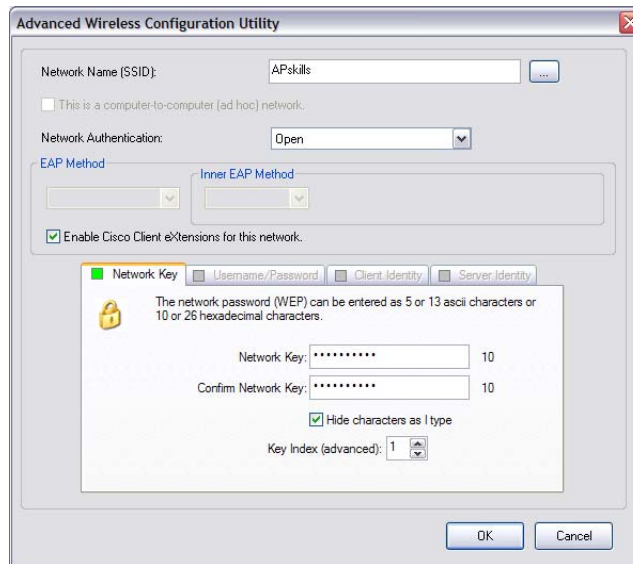 Advanced Wireless Configuration Utility
Network Name (SSID):
APskills
...
This is a computer-to-computer (ad hoc) network.
Network Authentication:
Open
EAP Method
Inner EAP Method
Enable Cisco Client eXtensions for this network.
Network Key
Username/Password
Client Identity
Server Identity
The network password (WEP) can be entered as 5 or 13 ascii characters or
10 or 26 hexadecimal characters.
Network Key:
••••••••••
10
Confirm Network Key:
••••••••••
10
Hide characters as I type
Key Index (advanced):
1
OK
Cancel